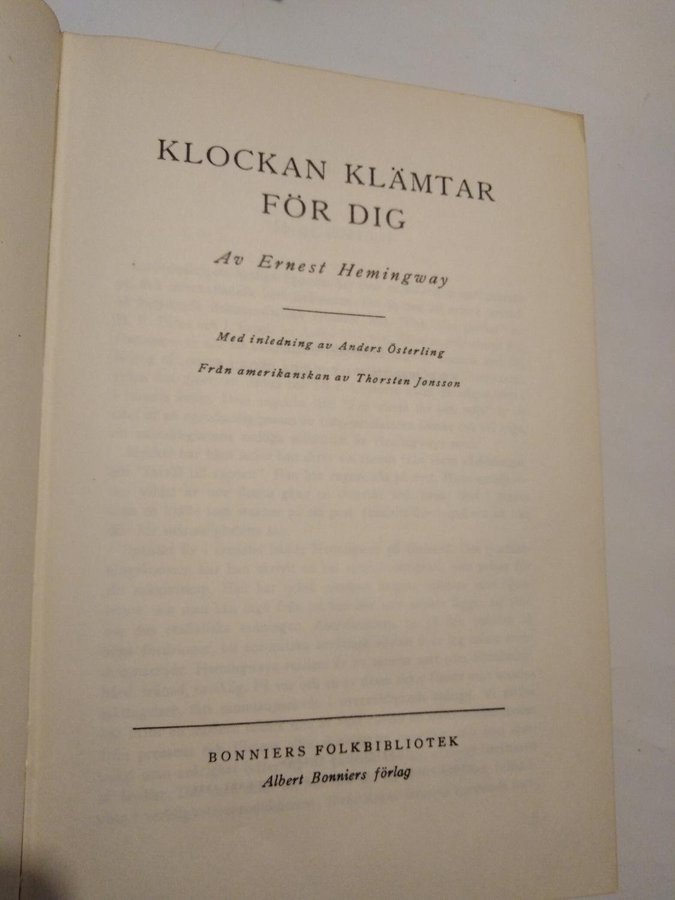 KLOCKAN KLÄMTAR
FÖR DIG
Av Ernest Hemingway
Med inledning av Anders Österling
Från amerikanskan av Thorsten Jonsson
BONNIERS FOLKBIBLIOTEK
Albert Bonniers förlag